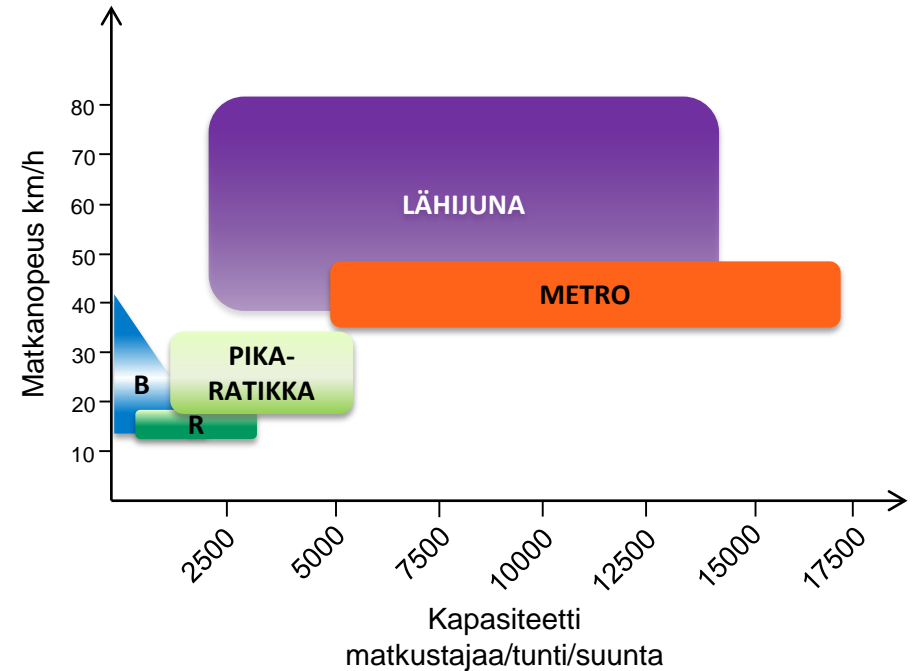 80
70
60
50
40
30
20
10
Matkanopeus km/h
LÄHIJUNA
METRO
PIKA-
RATIKKA
B
R
2500
5000
7500
10000
12500
15000
17500
Kapasiteetti
matkustajaa/tunti/suunta